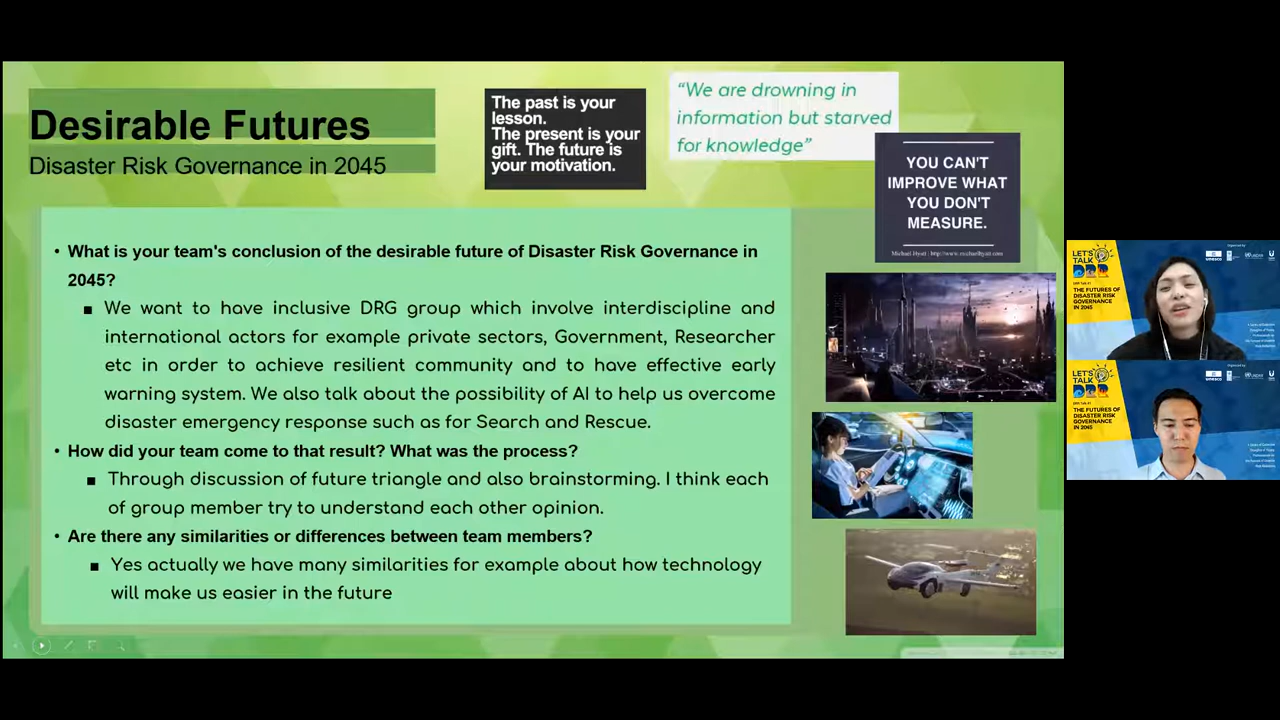 Desirable Futures
Disaster Risk Governance in 2045
The past is your
lesson.
The present is your
gift. The future is
your motivation.
“We are drowning in
information but starved
for knowledge”
YOU CAN'T
IMPROVE WHAT
YOU DON'T
MEASURE.
• What is your team's conclusion of the desirable future of Disaster Risk Governance in
2045?
■ We want to have inclusive DRG group which involve interdiscipline and
international actors for example private sectors, Government, Researcher
etc in order to achieve resilient community and to have effective early
warning system. We also talk about the possibility of AI to help us overcome
disaster emergency response such as for Search and Rescue.
• How did your team come to that result? What was the process?
■ Through discussion of future triangle and also brainstorming. I think each
of group member try to understand each other opinion.
• Are there any similarities or differences between team members?
■ Yes actually we have many similarities for example about how technology
will make us easier in the future
LET'S
TALK
DRR
THE FUTURES OF
DISASTER RISK
GOVERNANCE
IN 2045
unesco
LET'S
TALK
DRR
THE FUTURES OF
DISASTER RISK
GOVERNANCE
IN 2045
unesco